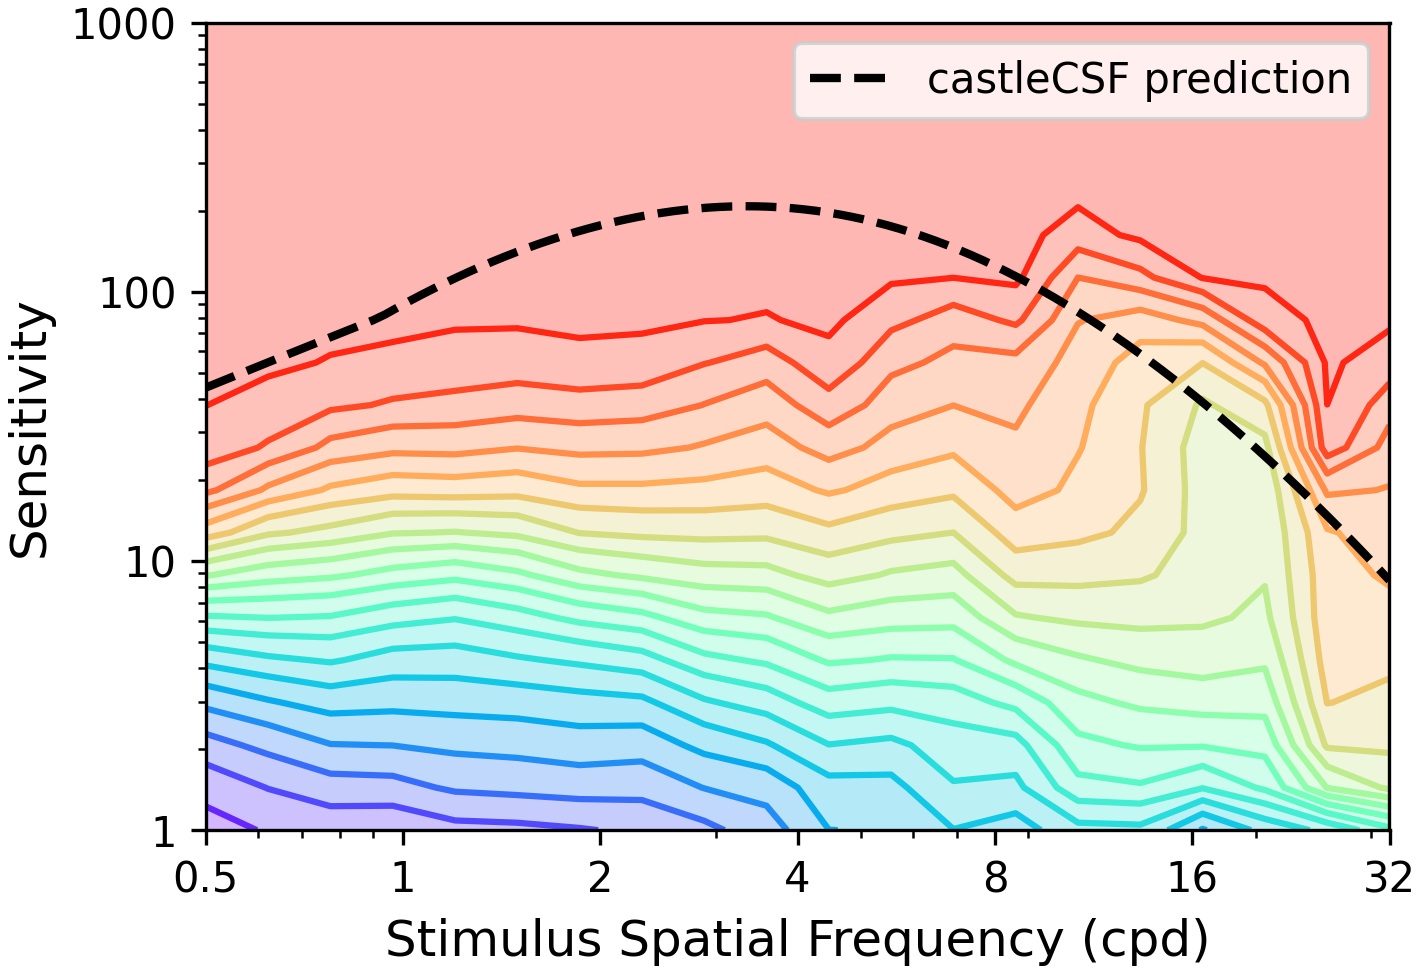 1000
castleCSF prediction
100
Sensitivity
10
1
0.5 1 2 4 8 16 32
Stimulus Spatial Frequency (cpd)